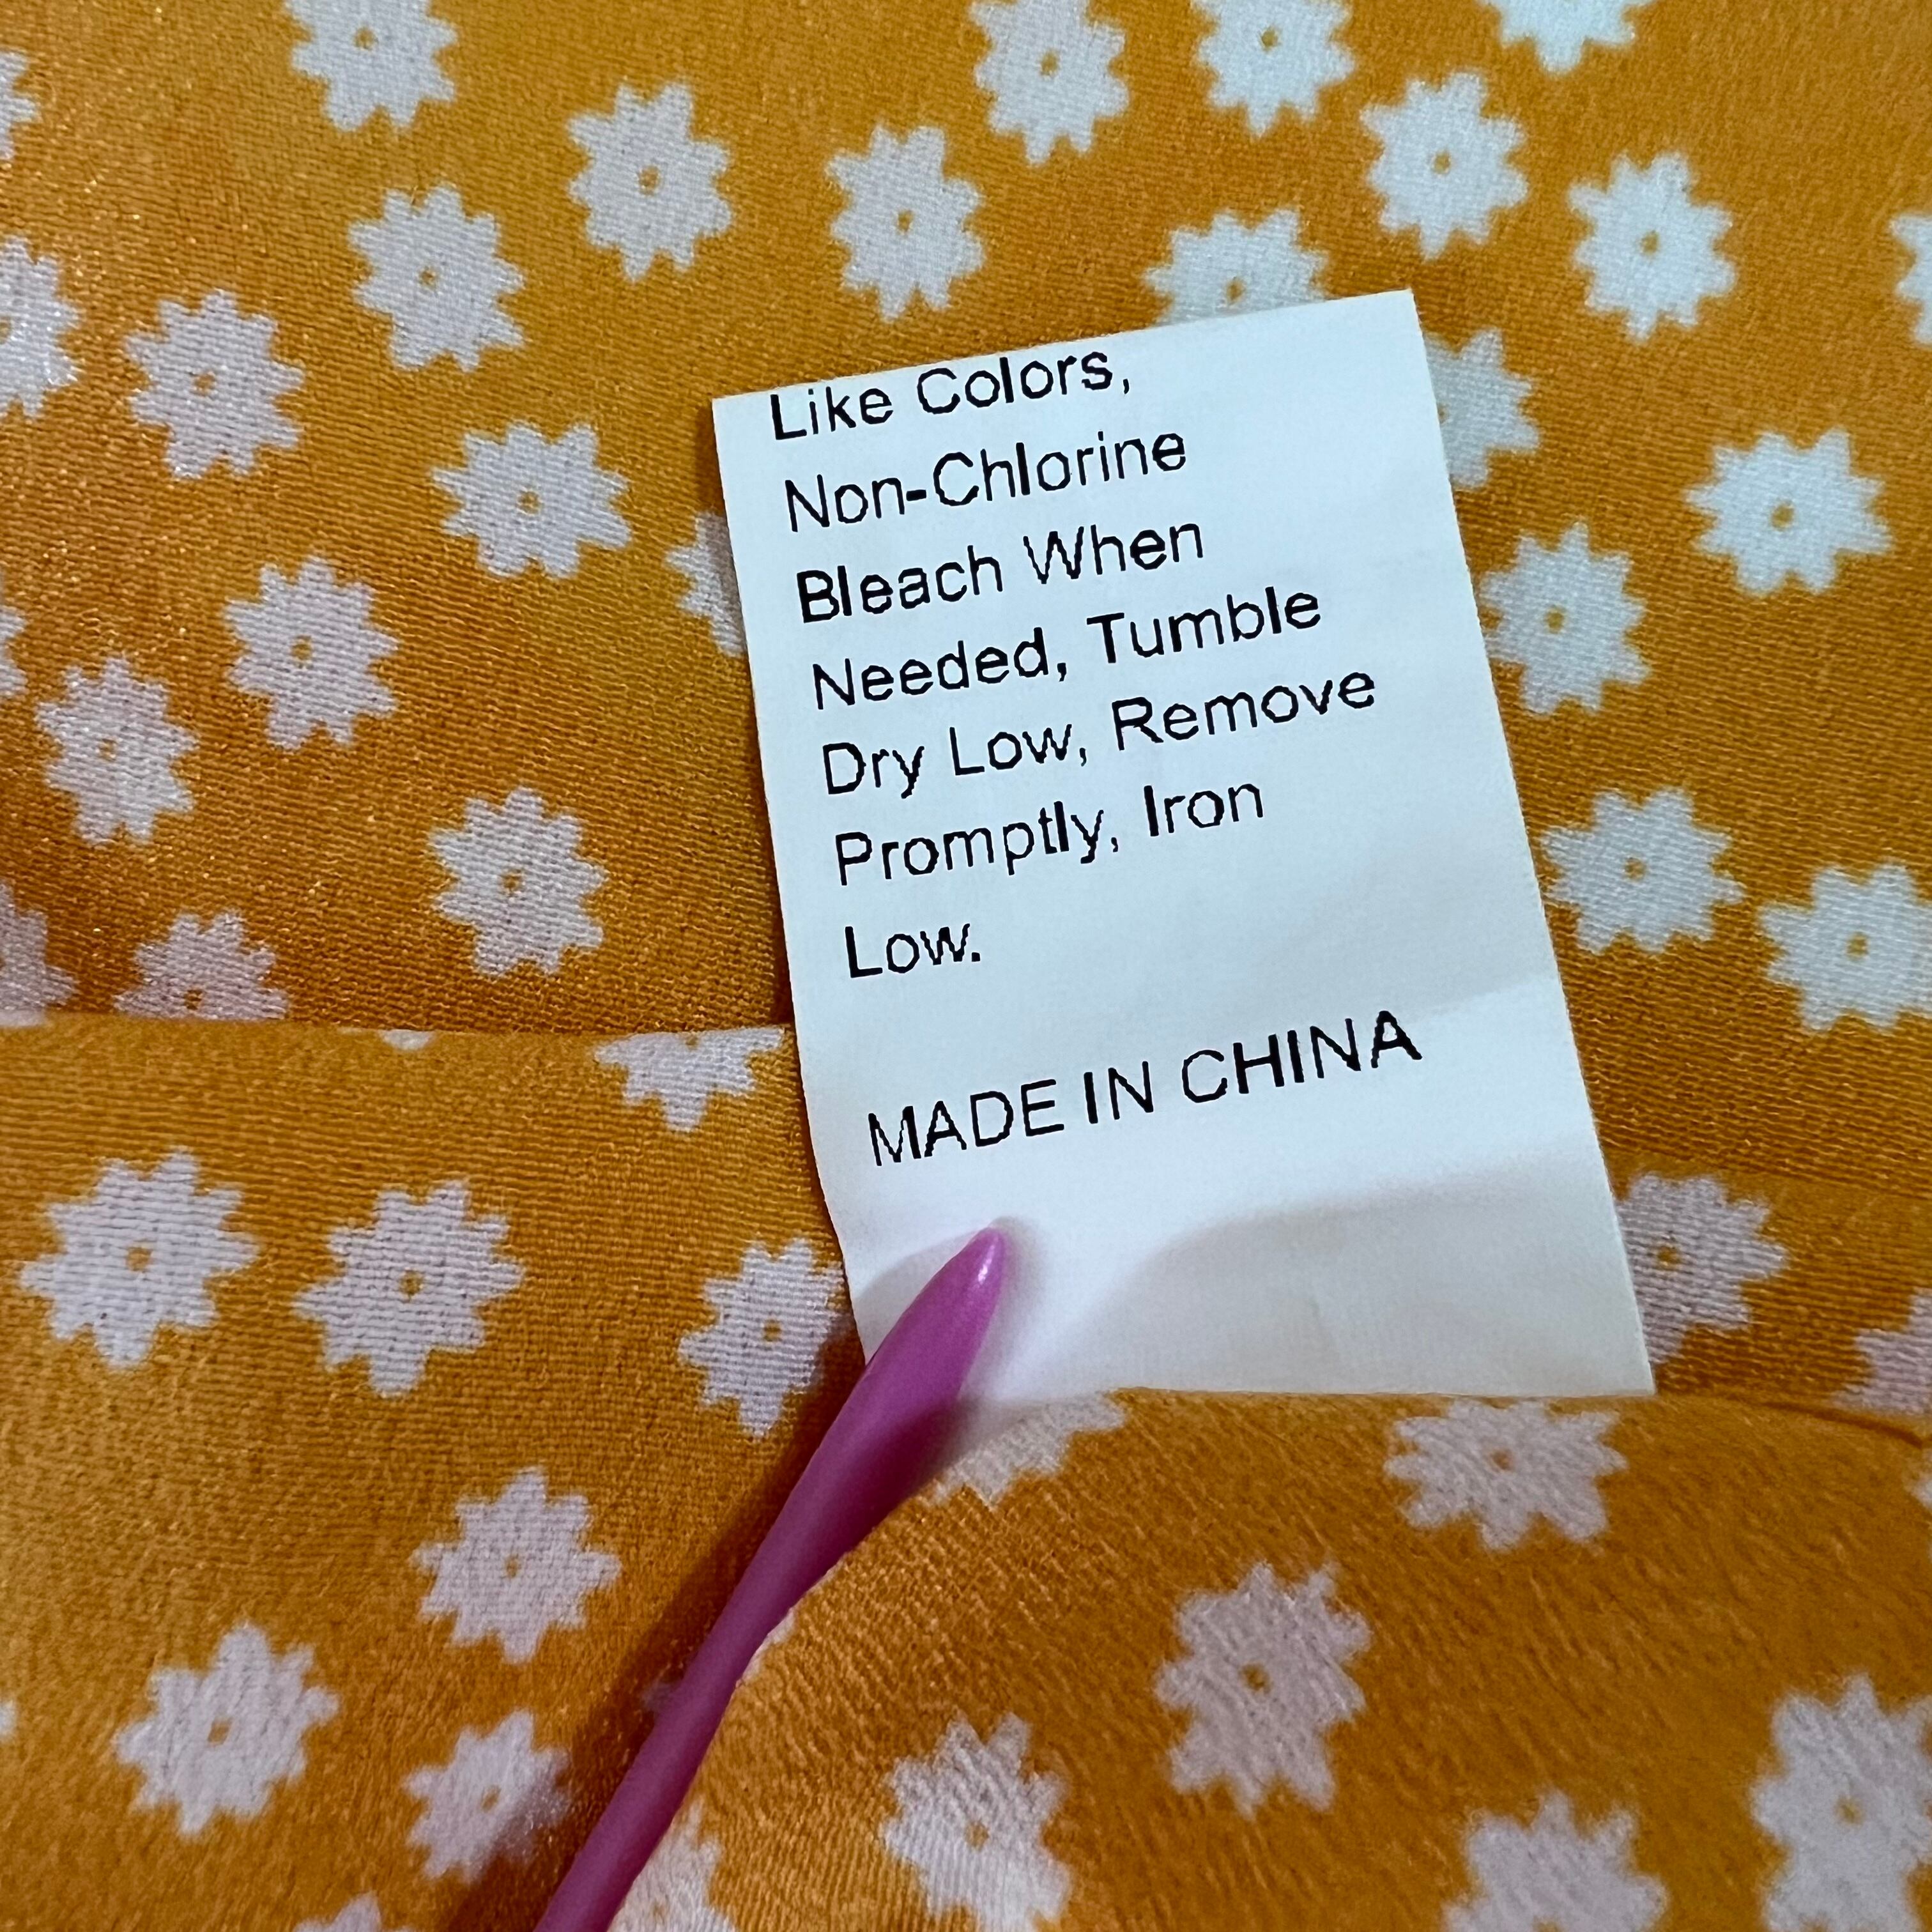 Like Colors,
Non-Chlorine
Bleach When
Needed, Tumble
Dry Low, Remove
Promptly, Iron
Low.
MADE IN CHINA